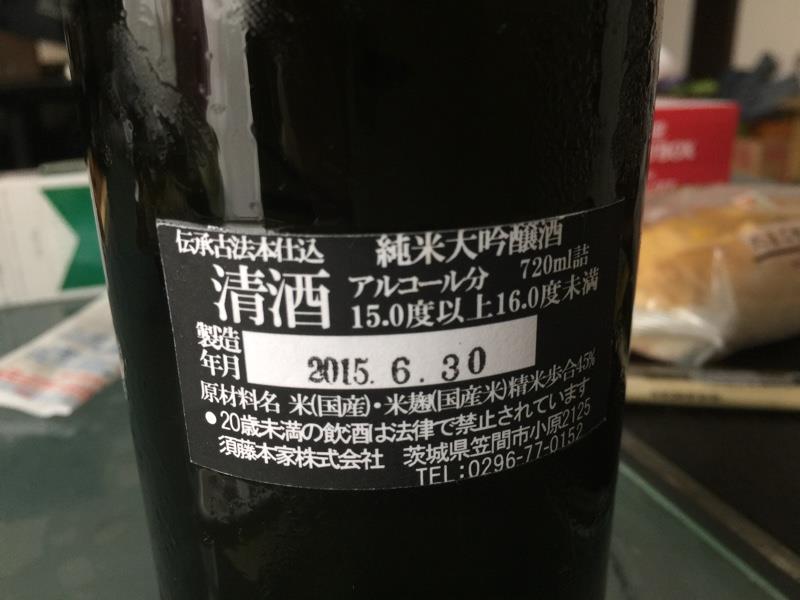 伝承古法本仕込 純米大吟醸酒
清酒 アルコール分 720ml詰
15.0度以上16.0度未満
製造年月 2015.6.30
原材料名 米(国産)・米麹(国産米)精米歩合45%
●20歳未満の飲酒は法律で禁止されています
須藤本家株式会社 茨城県笠間市小原2125
TEL:0296-77-0152
BOX